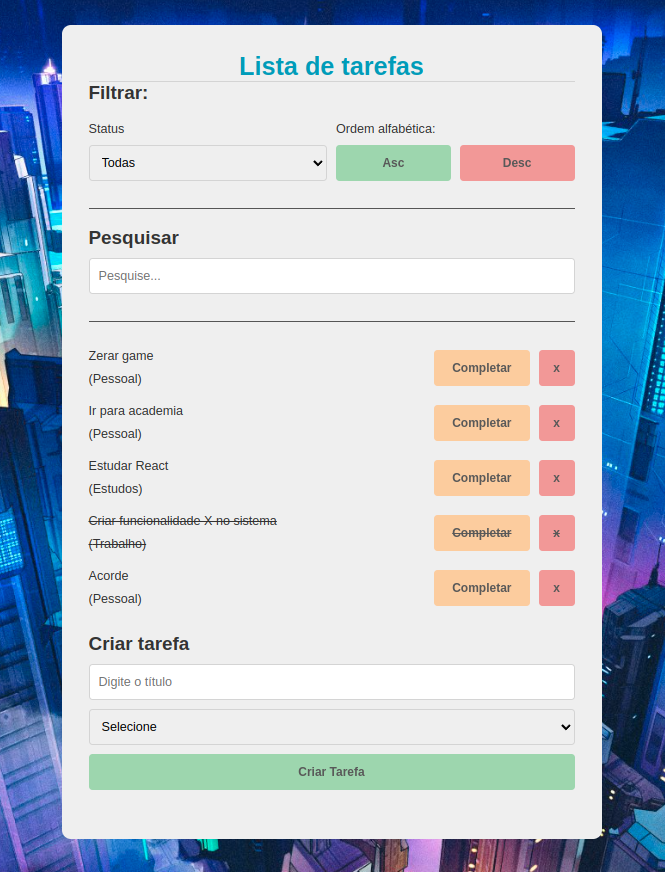 Lista de tarefas
Filtrar:
Status
Ordem alfabética:
Todas
Asc
Desc
Pesquisar
Pesquise...
Zerar game
(Pessoal)
Completar
x
Ir para academia
(Pessoal)
Completar
x
Estudar React
(Estudos)
Completar
x
Criar funcionalidade X no sistema
(Trabalho)
Completar
x
Acorde
(Pessoal)
Completar
x
Criar tarefa
Digite o título
Selecione
Criar Tarefa